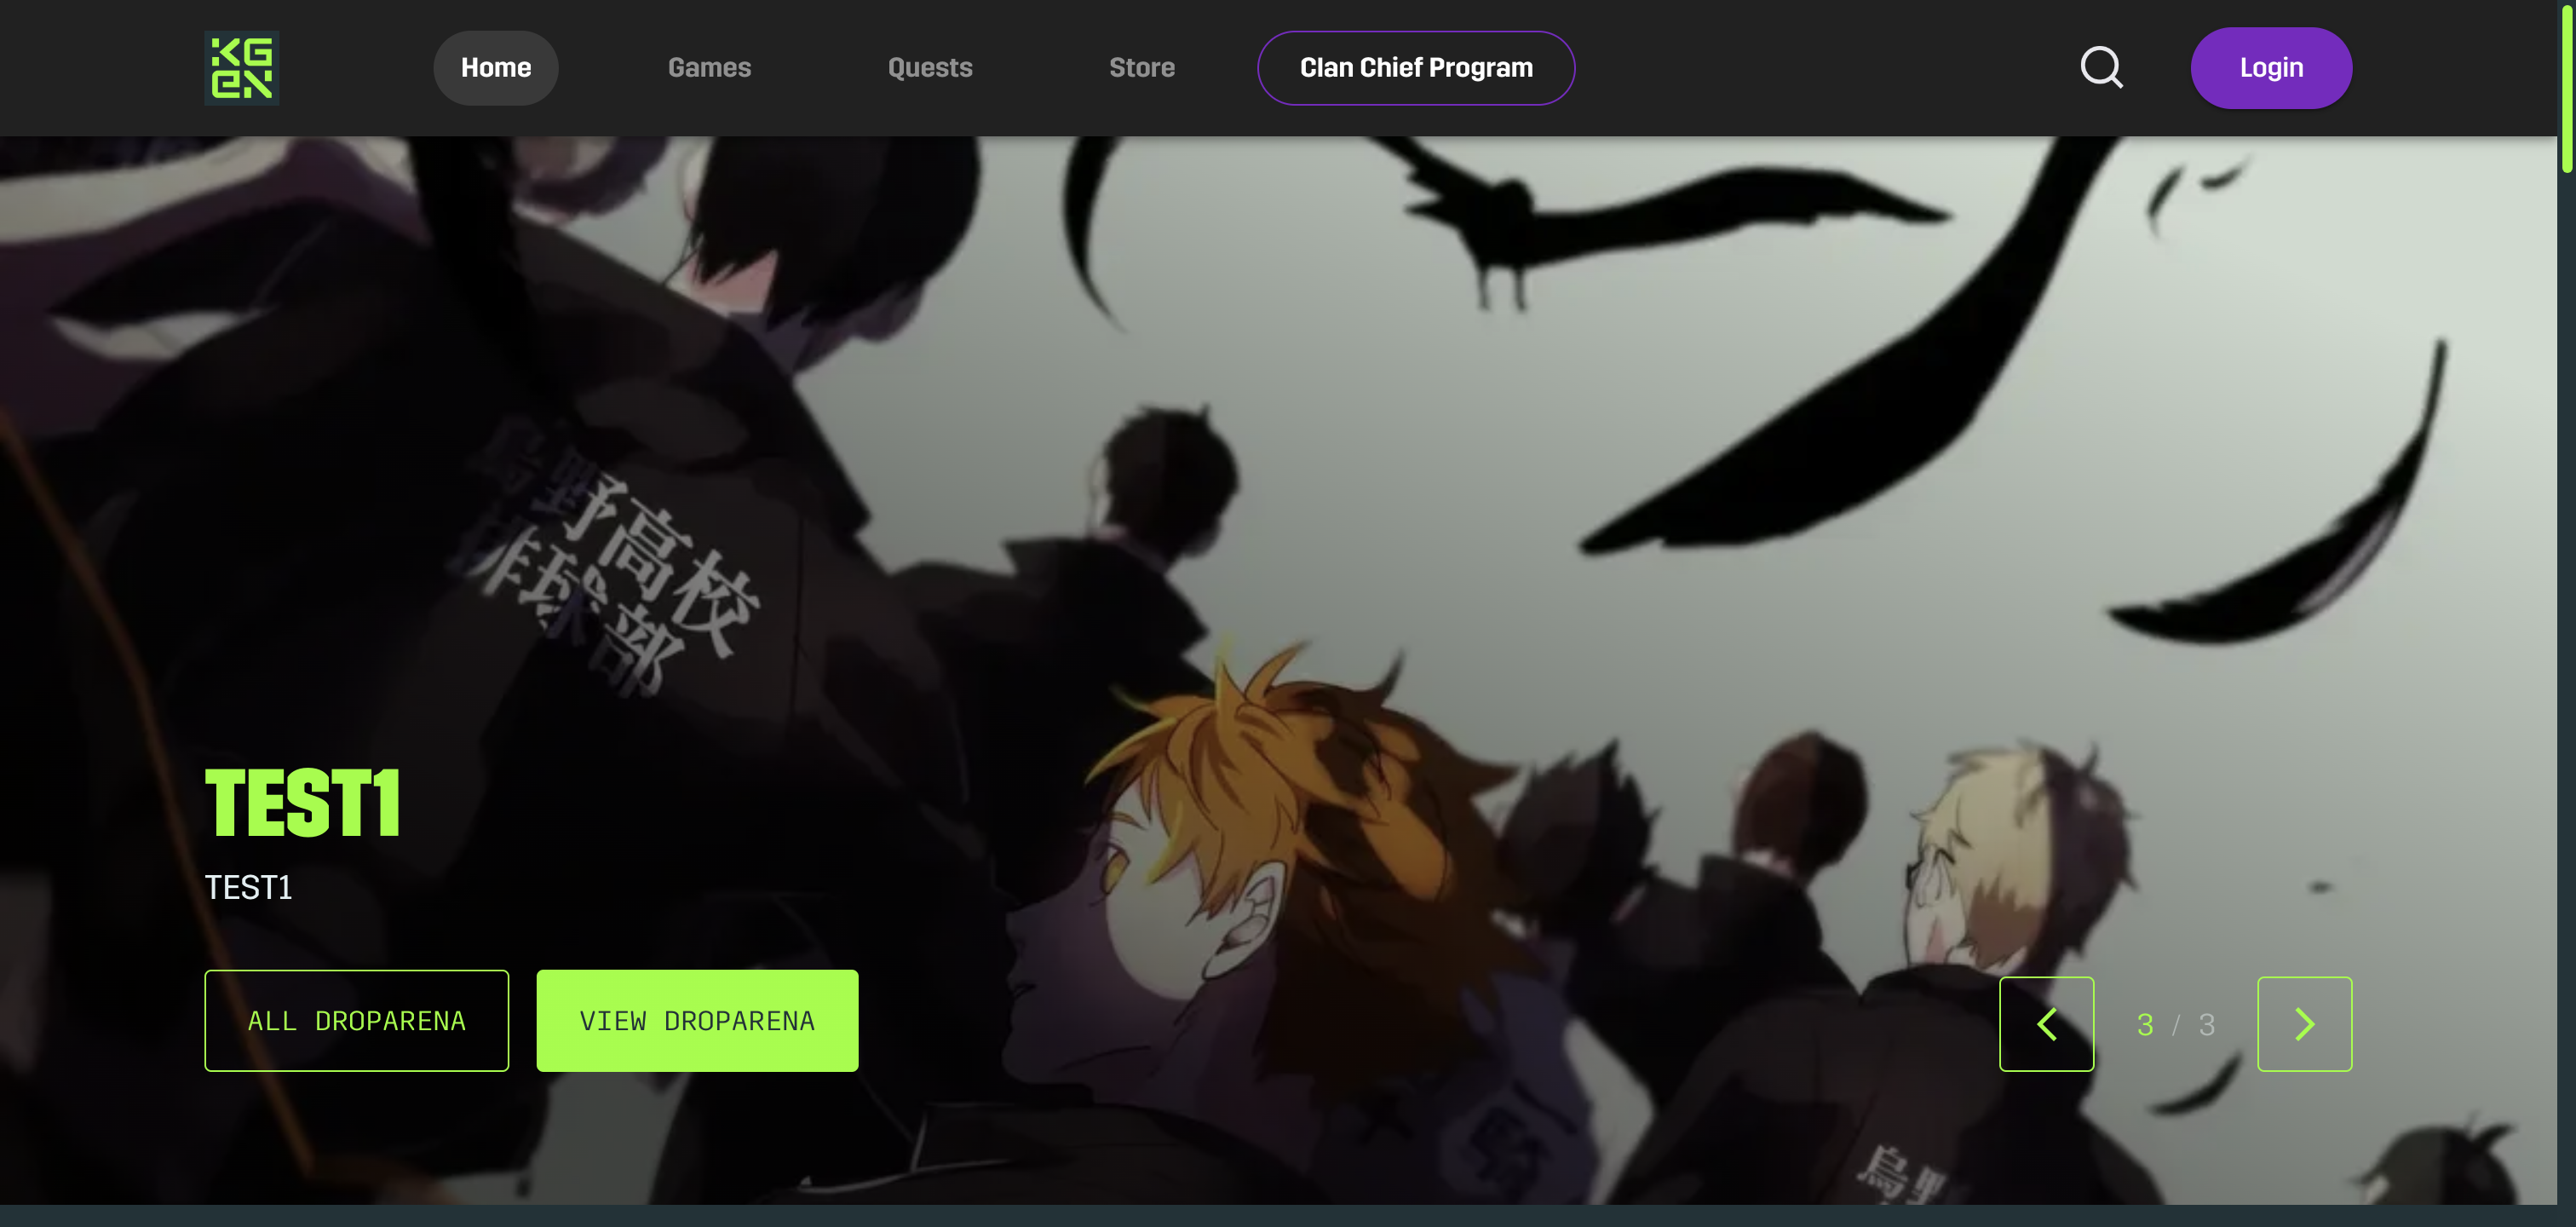 KGEN
Home
Games
Quests
Store
Clan Chief Program
Login
烏野高校
排球部
TEST1
TEST1
ALL DROPARENA
VIEW DROPARENA
3 / 3
烏野